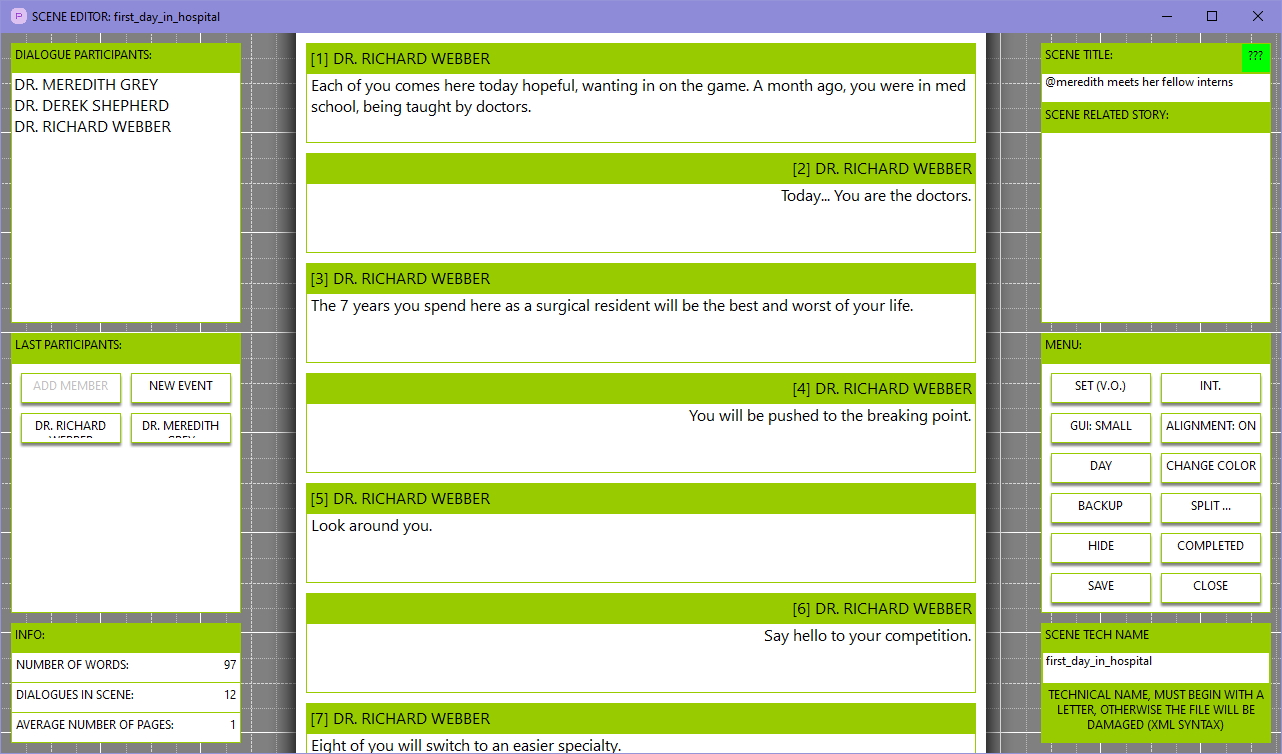 P SCENE EDITOR: first_day_in_hospital
DIALOGUE PARTICIPANTS:
DR. MEREDITH GREY
DR. DEREK SHEPHERD
DR. RICHARD WEBBER
LAST PARTICIPANTS:
ADD MEMBER
NEW EVENT
DR. RICHARD
WEBBER
DR. MEREDITH
GREY
INFO:
NUMBER OF WORDS: 97
DIALOGUES IN SCENE: 12
AVERAGE NUMBER OF PAGES: 1
[1] DR. RICHARD WEBBER
Each of you comes here today hopeful, wanting in on the game. A month ago, you were in med
school, being taught by doctors.
[2] DR. RICHARD WEBBER
Today... You are the doctors.
[3] DR. RICHARD WEBBER
The 7 years you spend here as a surgical resident will be the best and worst of your life.
[4] DR. RICHARD WEBBER
You will be pushed to the breaking point.
[5] DR. RICHARD WEBBER
Look around you.
[6] DR. RICHARD WEBBER
Say hello to your competition.
[7] DR. RICHARD WEBBER
Eight of you will switch to an easier specialty.
SCENE TITLE:
???
@meredith meets her fellow interns
SCENE RELATED STORY:
MENU:
SET (V.O.)
INT.
GUI: SMALL
ALIGNMENT: ON
DAY
CHANGE COLOR
BACKUP
SPLIT ...
HIDE
COMPLETED
SAVE
CLOSE
SCENE TECH NAME
first_day_in_hospital
TECHNICAL NAME, MUST BEGIN WITH A
LETTER, OTHERWISE THE FILE WILL BE
DAMAGED (XML SYNTAX)